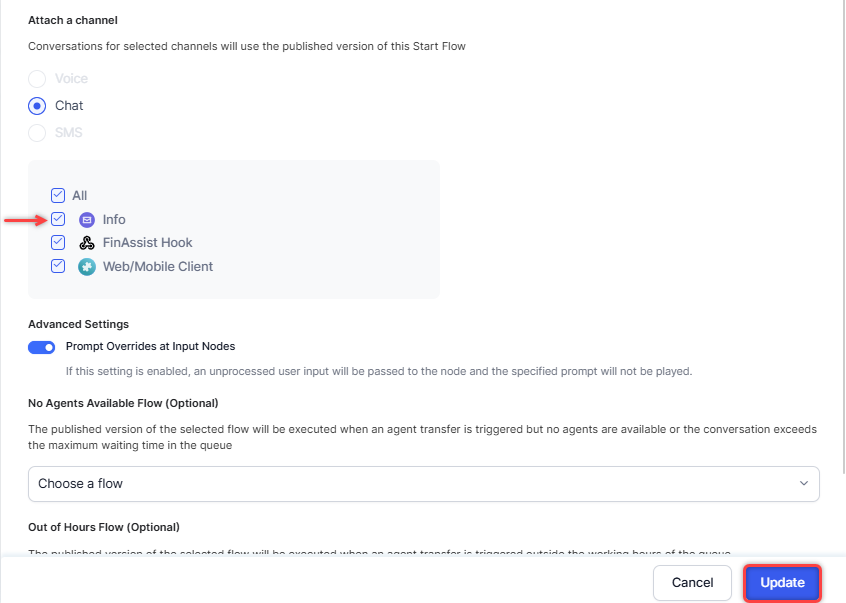 Attach a channel
Conversations for selected channels will use the published version of this Start Flow
Voice
Chat
SMS
All
Info
FinAssist Hook
Web/Mobile Client
Advanced Settings
Prompt Overrides at Input Nodes
If this setting is enabled, an unprocessed user input will be passed to the node and the specified prompt will not be played.
No Agents Available Flow (Optional)
The published version of the selected flow will be executed when an agent transfer is triggered but no agents are available or the conversation exceeds
the maximum waiting time in the queue
Choose a flow
Out of Hours Flow (Optional)
The published version of the selected flow will be executed when an agent transfer is triggered outside the working hours of the queue
Cancel
Update